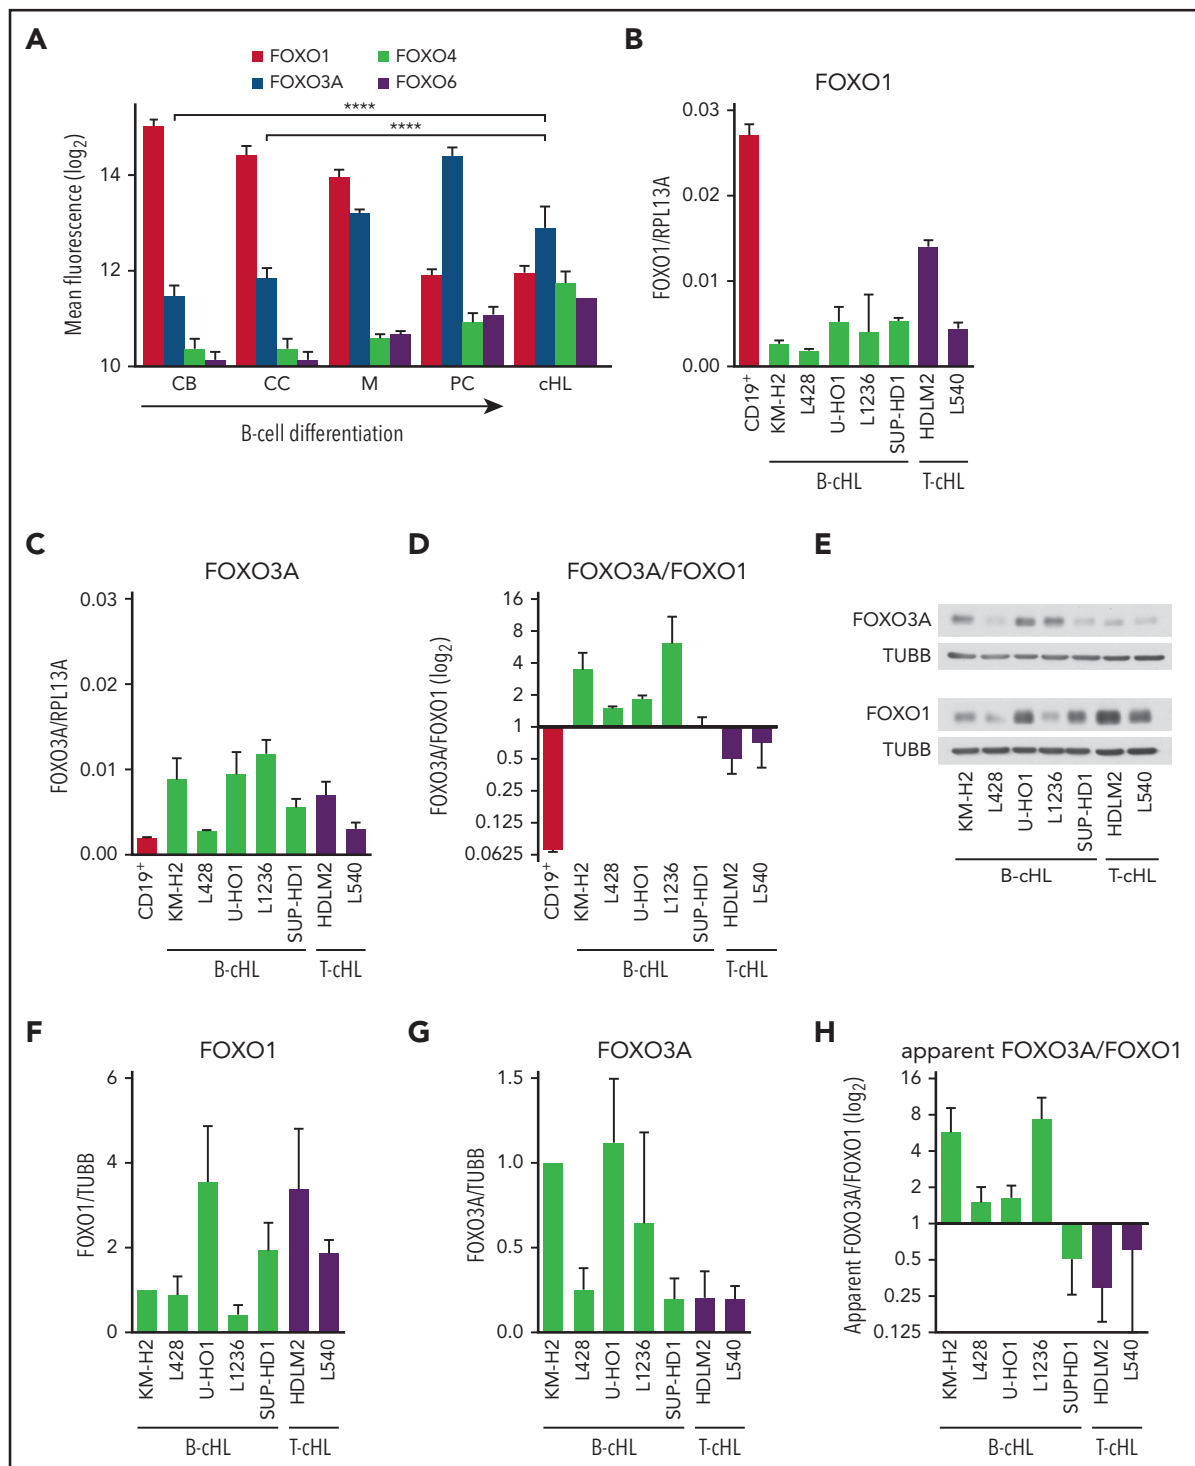 A
FOXO1
FOXO4
FOXO3A
FOXO6
****
****
Mean fluorescence (log2)
14
12
10
CB
CC
M
PC
cHL
B-cell differentiation
B
FOXO1
FOXO1/RPL13A
0.03
0.02
0.01
0.00
CD19+
KM-H2
L428
U-HO1
L1236
SUP-HD1
HDLM2
L540
B-cHL
T-cHL
C
FOXO3A
FOXO3A/RPL13A
0.03
0.02
0.01
0.00
CD19+
KM-H2
L428
U-HO1
L1236
SUP-HD1
HDLM2
L540
B-cHL
T-cHL
D
FOXO3A/FOXO1
FOXO3A/FOXO1 (log2)
16
8
4
2
1
0.5
0.25
0.125
0.0625
CD19+
KM-H2
L428
U-HO1
L1236
SUP-HD1
HDLM2
L540
B-cHL
T-cHL
E
FOXO3A
TUBB
FOXO1
TUBB
KM-H2
L428
U-HO1
L1236
SUP-HD1
HDLM2
L540
B-cHL
T-cHL
F
FOXO1
FOXO1/TUBB
6
4
2
0
KM-H2
L428
U-HO1
L1236
SUP-HD1
HDLM2
L540
B-cHL
T-cHL
G
FOXO3A
FOXO3A/TUBB
1.5
1.0
0.5
0.0
KM-H2
L428
U-HO1
L1236
SUP-HD1
HDLM2
L540
B-cHL
T-cHL
H
apparent FOXO3A/FOXO1
Apparent FOXO3A/FOXO1 (log2)
16
8
4
2
1
0.5
0.25
0.125
KM-H2
L428
U-HO1
L1236
SUPHD1
HDLM2
L540
B-cHL
T-cHL